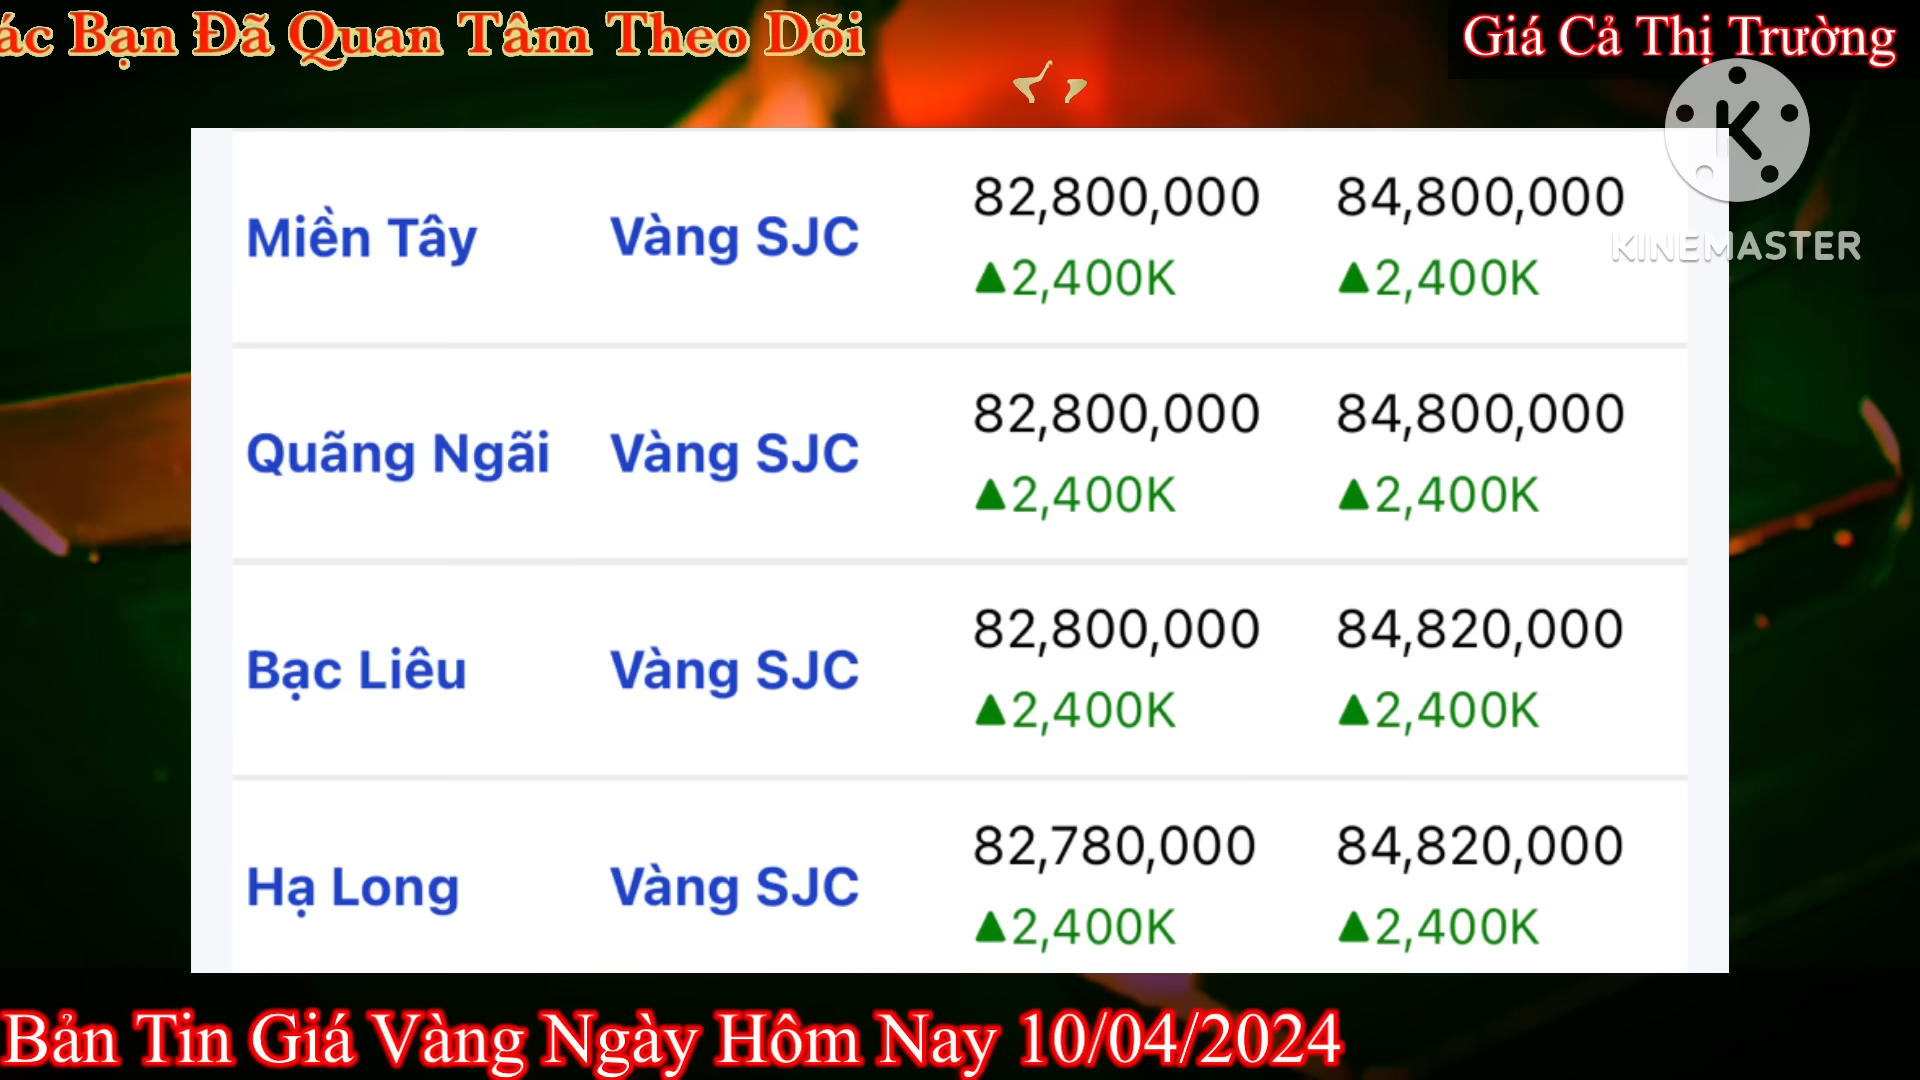 ác Bạn Đã Quan Tâm Theo Dõi
Giá Cả Thị Trường
KINEMASTER
Miền Tây Vàng SJC 82,800,000 84,800,000
▲2,400K ▲2,400K
Quãng Ngãi Vàng SJC 82,800,000 84,800,000
▲2,400K ▲2,400K
Bạc Liêu Vàng SJC 82,800,000 84,820,000
▲2,400K ▲2,400K
Hạ Long Vàng SJC 82,780,000 84,820,000
▲2,400K ▲2,400K
Bản Tin Giá Vàng Ngày Hôm Nay 10/04/2024